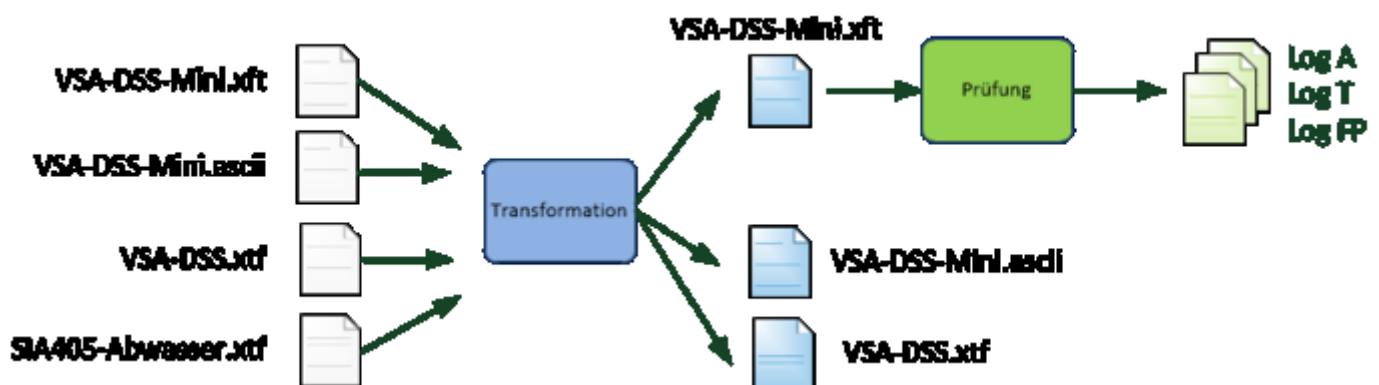 VSA-DSS-Mini.xft
VSA-DSS-Mini.ascii
VSA-DSS.xtf
SIA405-Abwasser.xtf
Transformation
VSA-DSS-Mini.xft
Prüfung
Log A
Log T
Log FP
VSA-DSS-Mini.ascii
VSA-DSS.xtf